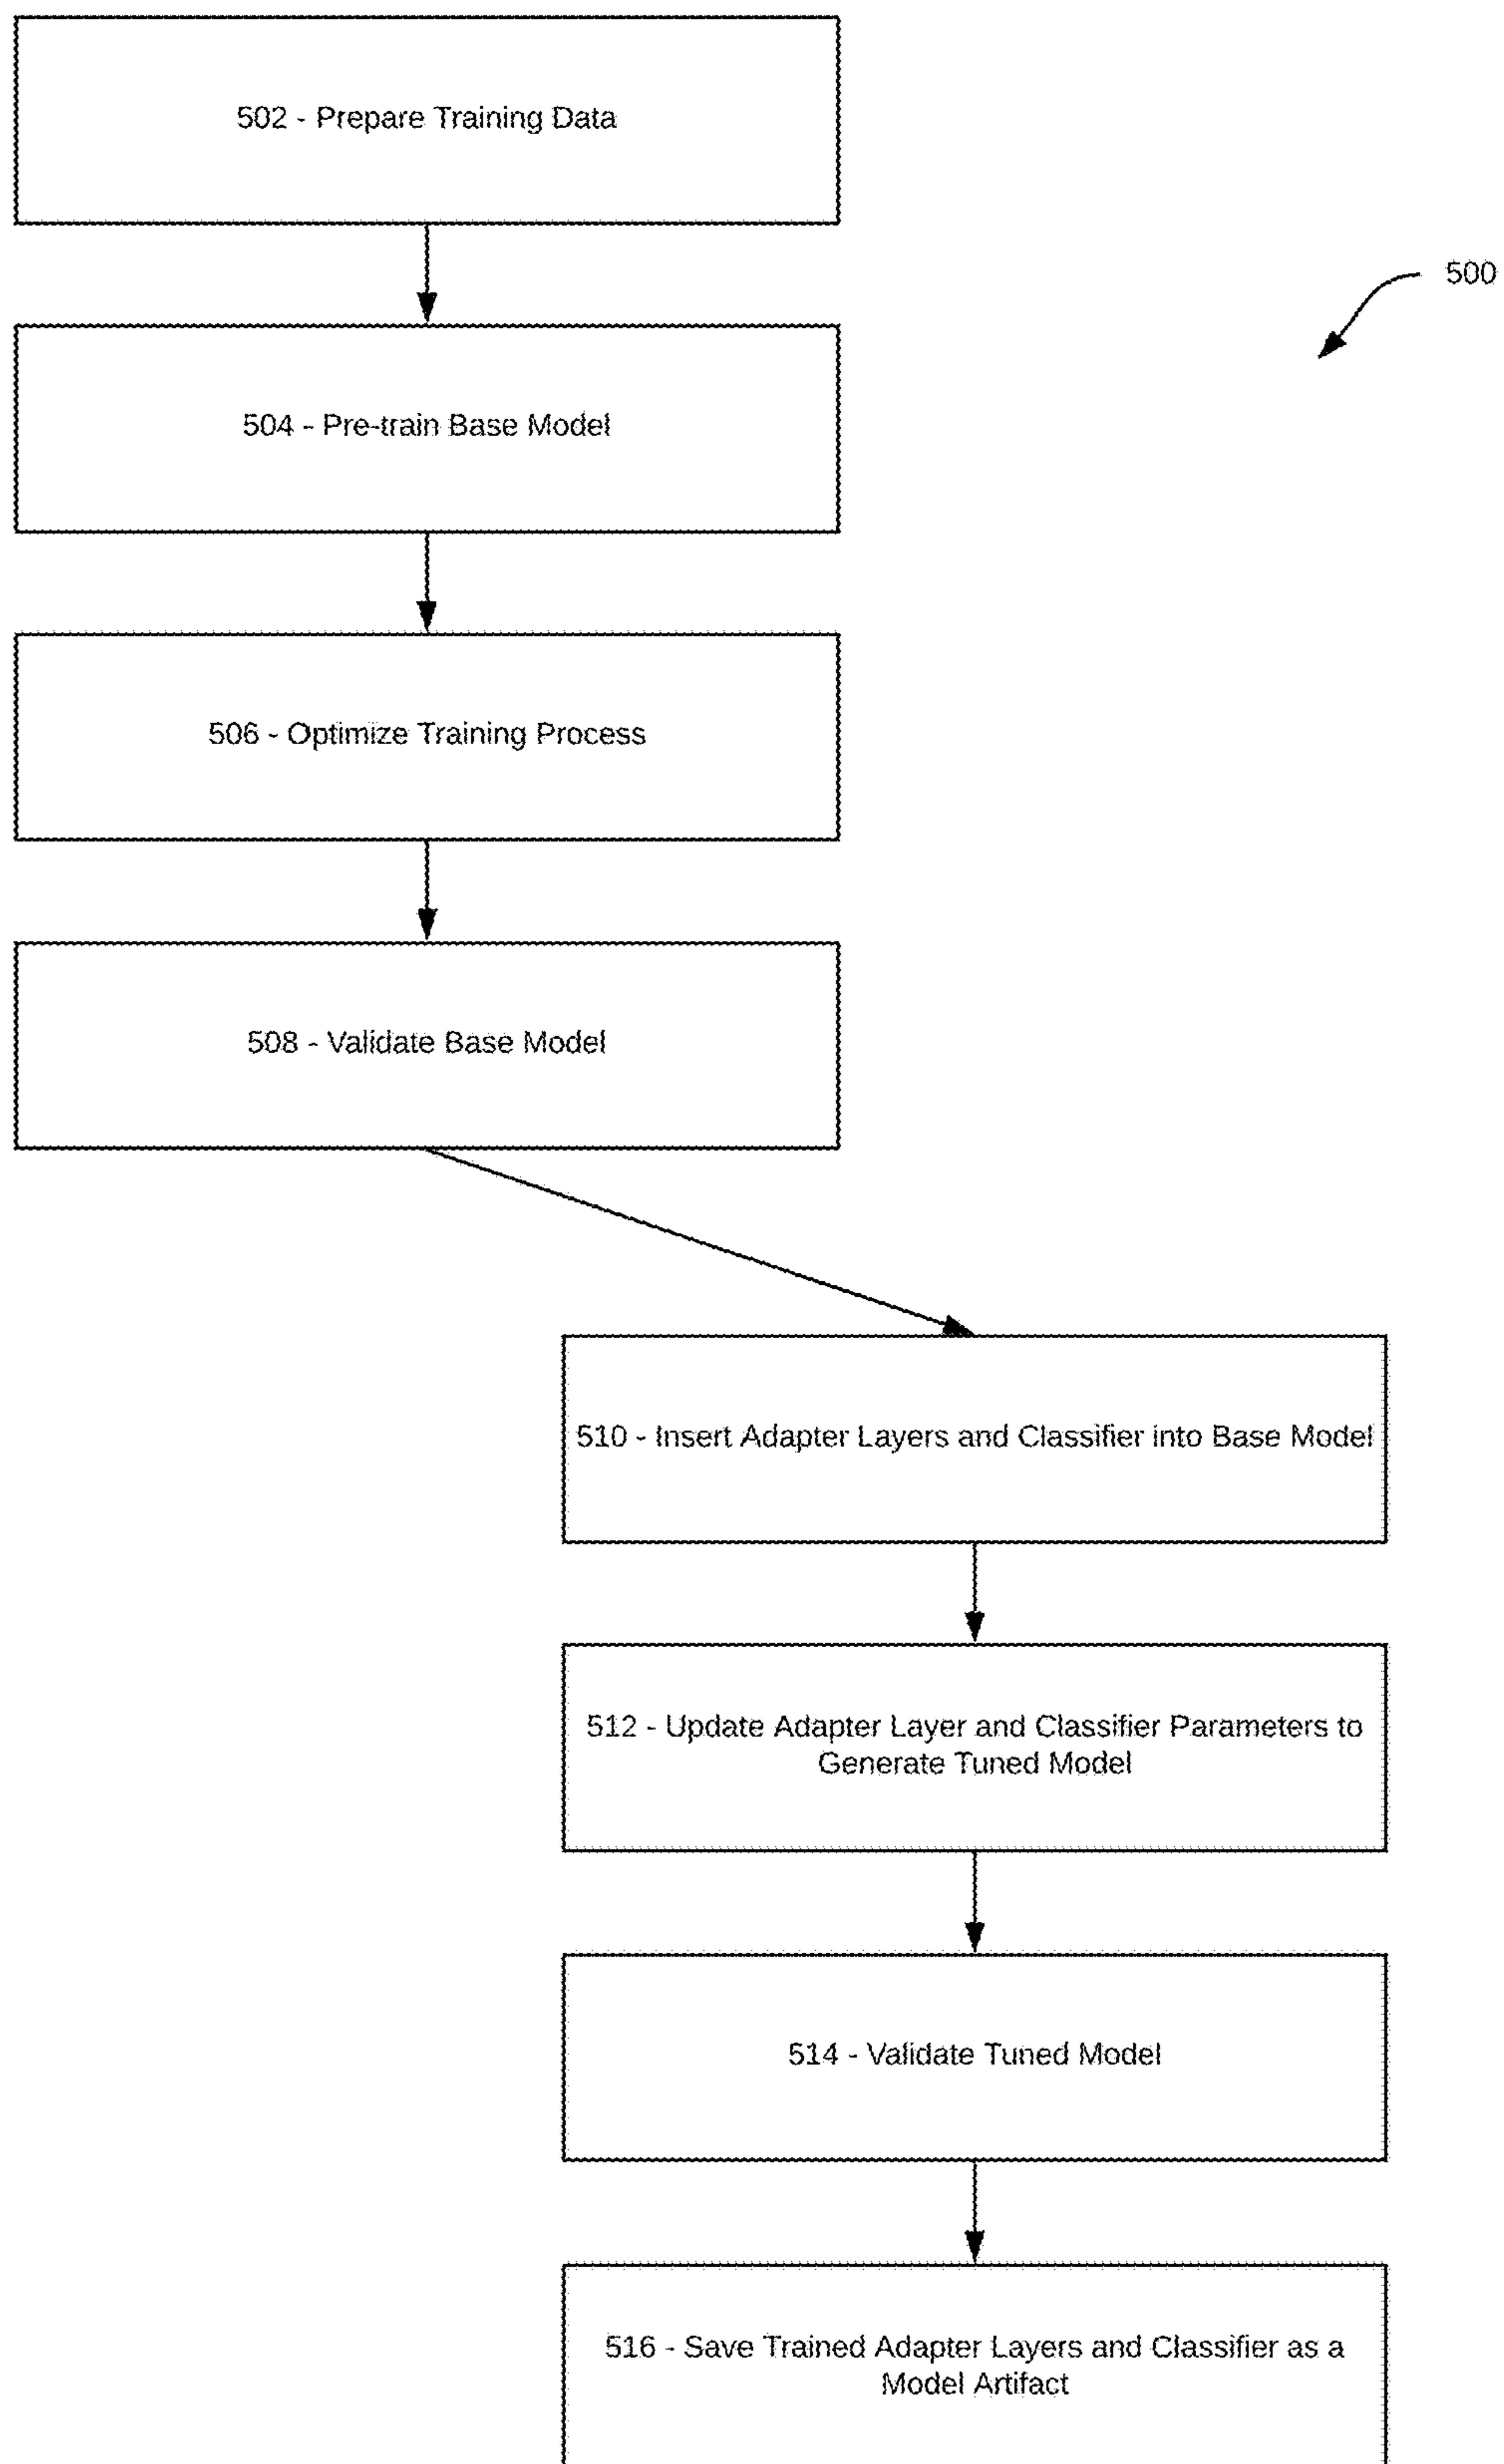 502 - Prepare Training Data
500
504 - Pre-train Base Model
506 - Optimize Training Process
508 - Validate Base Model
510 - Insert Adapter Layers and Classifier into Base Model
512 - Update Adapter Layer and Classifier Parameters to
Generate Tuned Model
514 - Validate Tuned Model
516 - Save Trained Adapter Layers and Classifier as a
Model Artifact